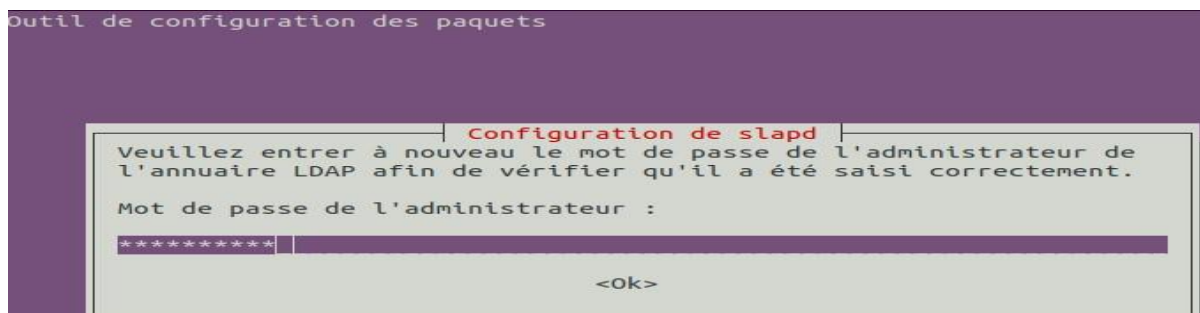 Outil de configuration des paquets
Configuration de slapd
Veuillez entrer à nouveau le mot de passe de l'administrateur de
l'annuaire LDAP afin de vérifier qu'il a été saisi correctement.
Mot de passe de l'administrateur :
**********
<Ok>